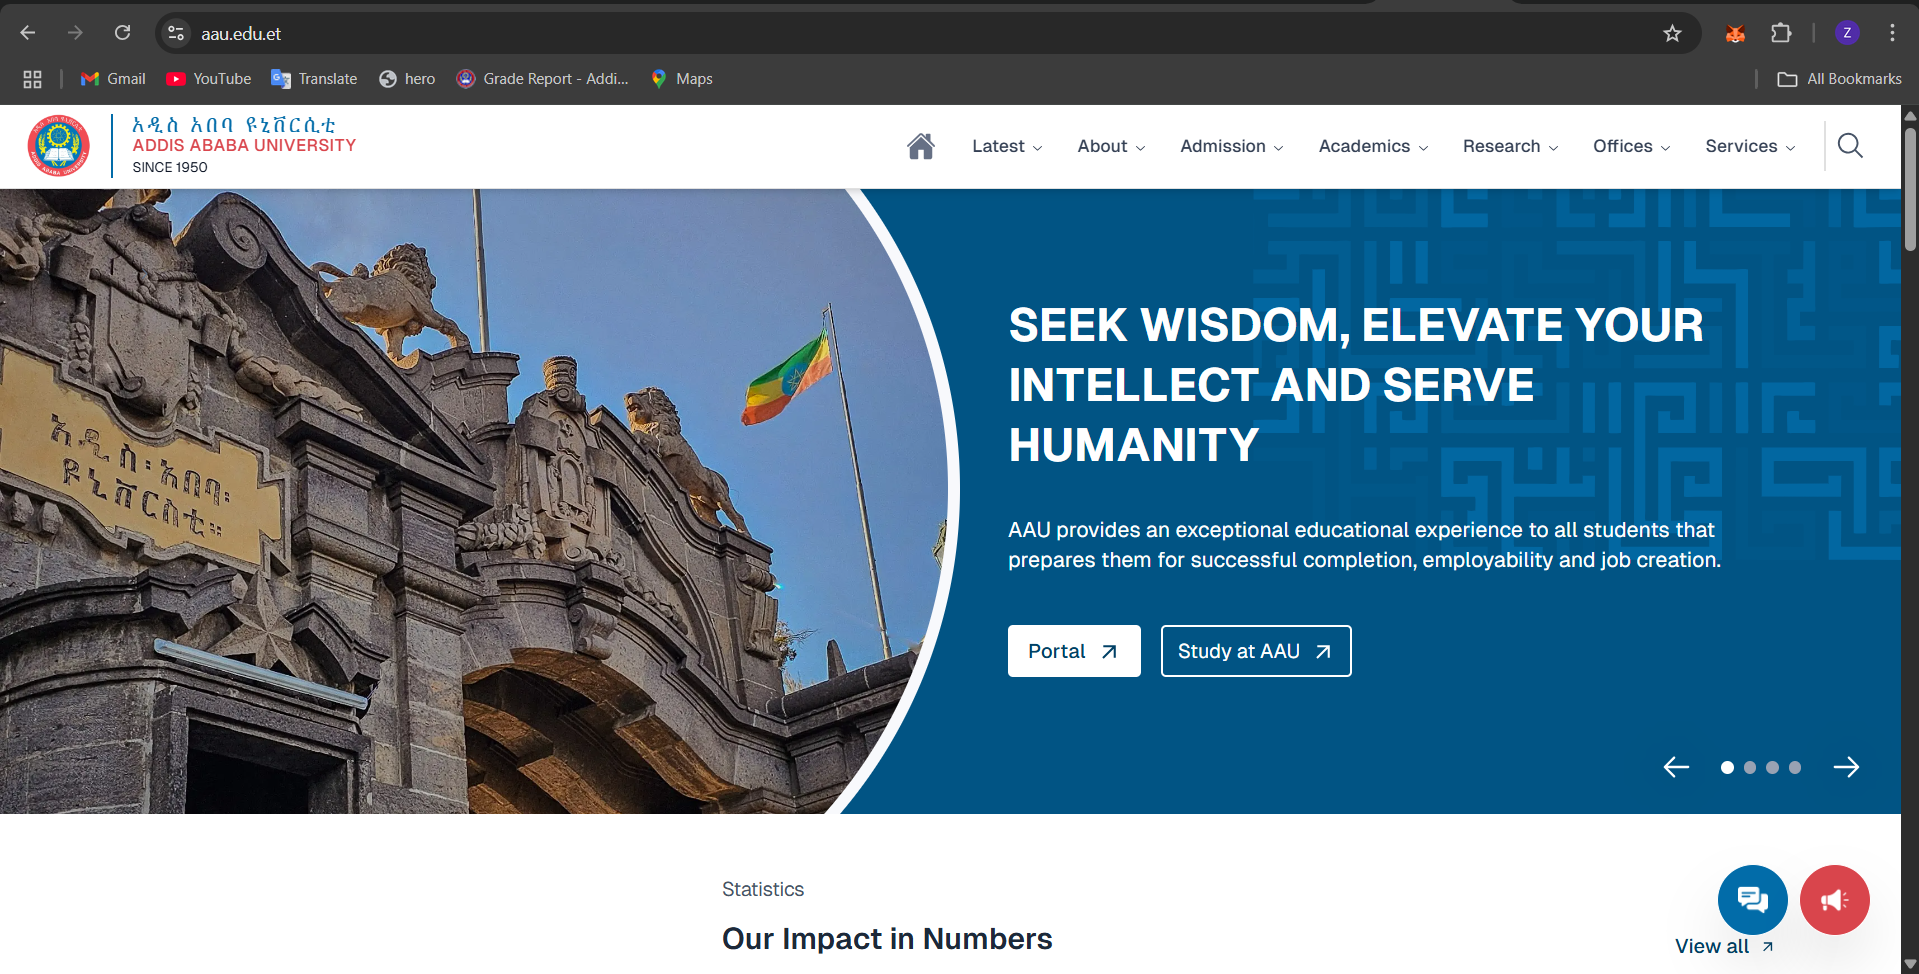 aau.edu.et
Z
Gmail
YouTube
Translate
hero
Grade Report - Addi...
Maps
All Bookmarks
አዲስ አበባ ዩኒቨርሲቲ
ADDIS ABABA UNIVERSITY
SINCE 1950
Latest
About
Admission
Academics
Research
Offices
Services
አዲስ፡አበባ፡
ዩኒቨርስቲ።
SEEK WISDOM, ELEVATE YOUR
INTELLECT AND SERVE
HUMANITY
AAU provides an exceptional educational experience to all students that
prepares them for successful completion, employability and job creation.
Portal
Study at AAU
Statistics
Our Impact in Numbers
View all